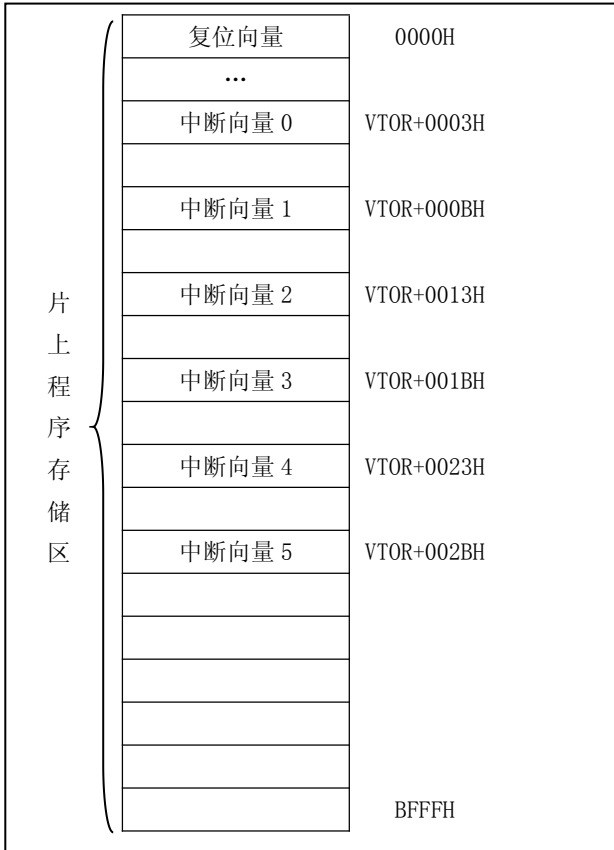 复位向量 0000H
…
中断向量 0 VTOR+0003H
中断向量 1 VTOR+000BH
中断向量 2 VTOR+0013H
中断向量 3 VTOR+001BH
中断向量 4 VTOR+0023H
中断向量 5 VTOR+002BH
BFFFH
片
上
程
序
存
储
区